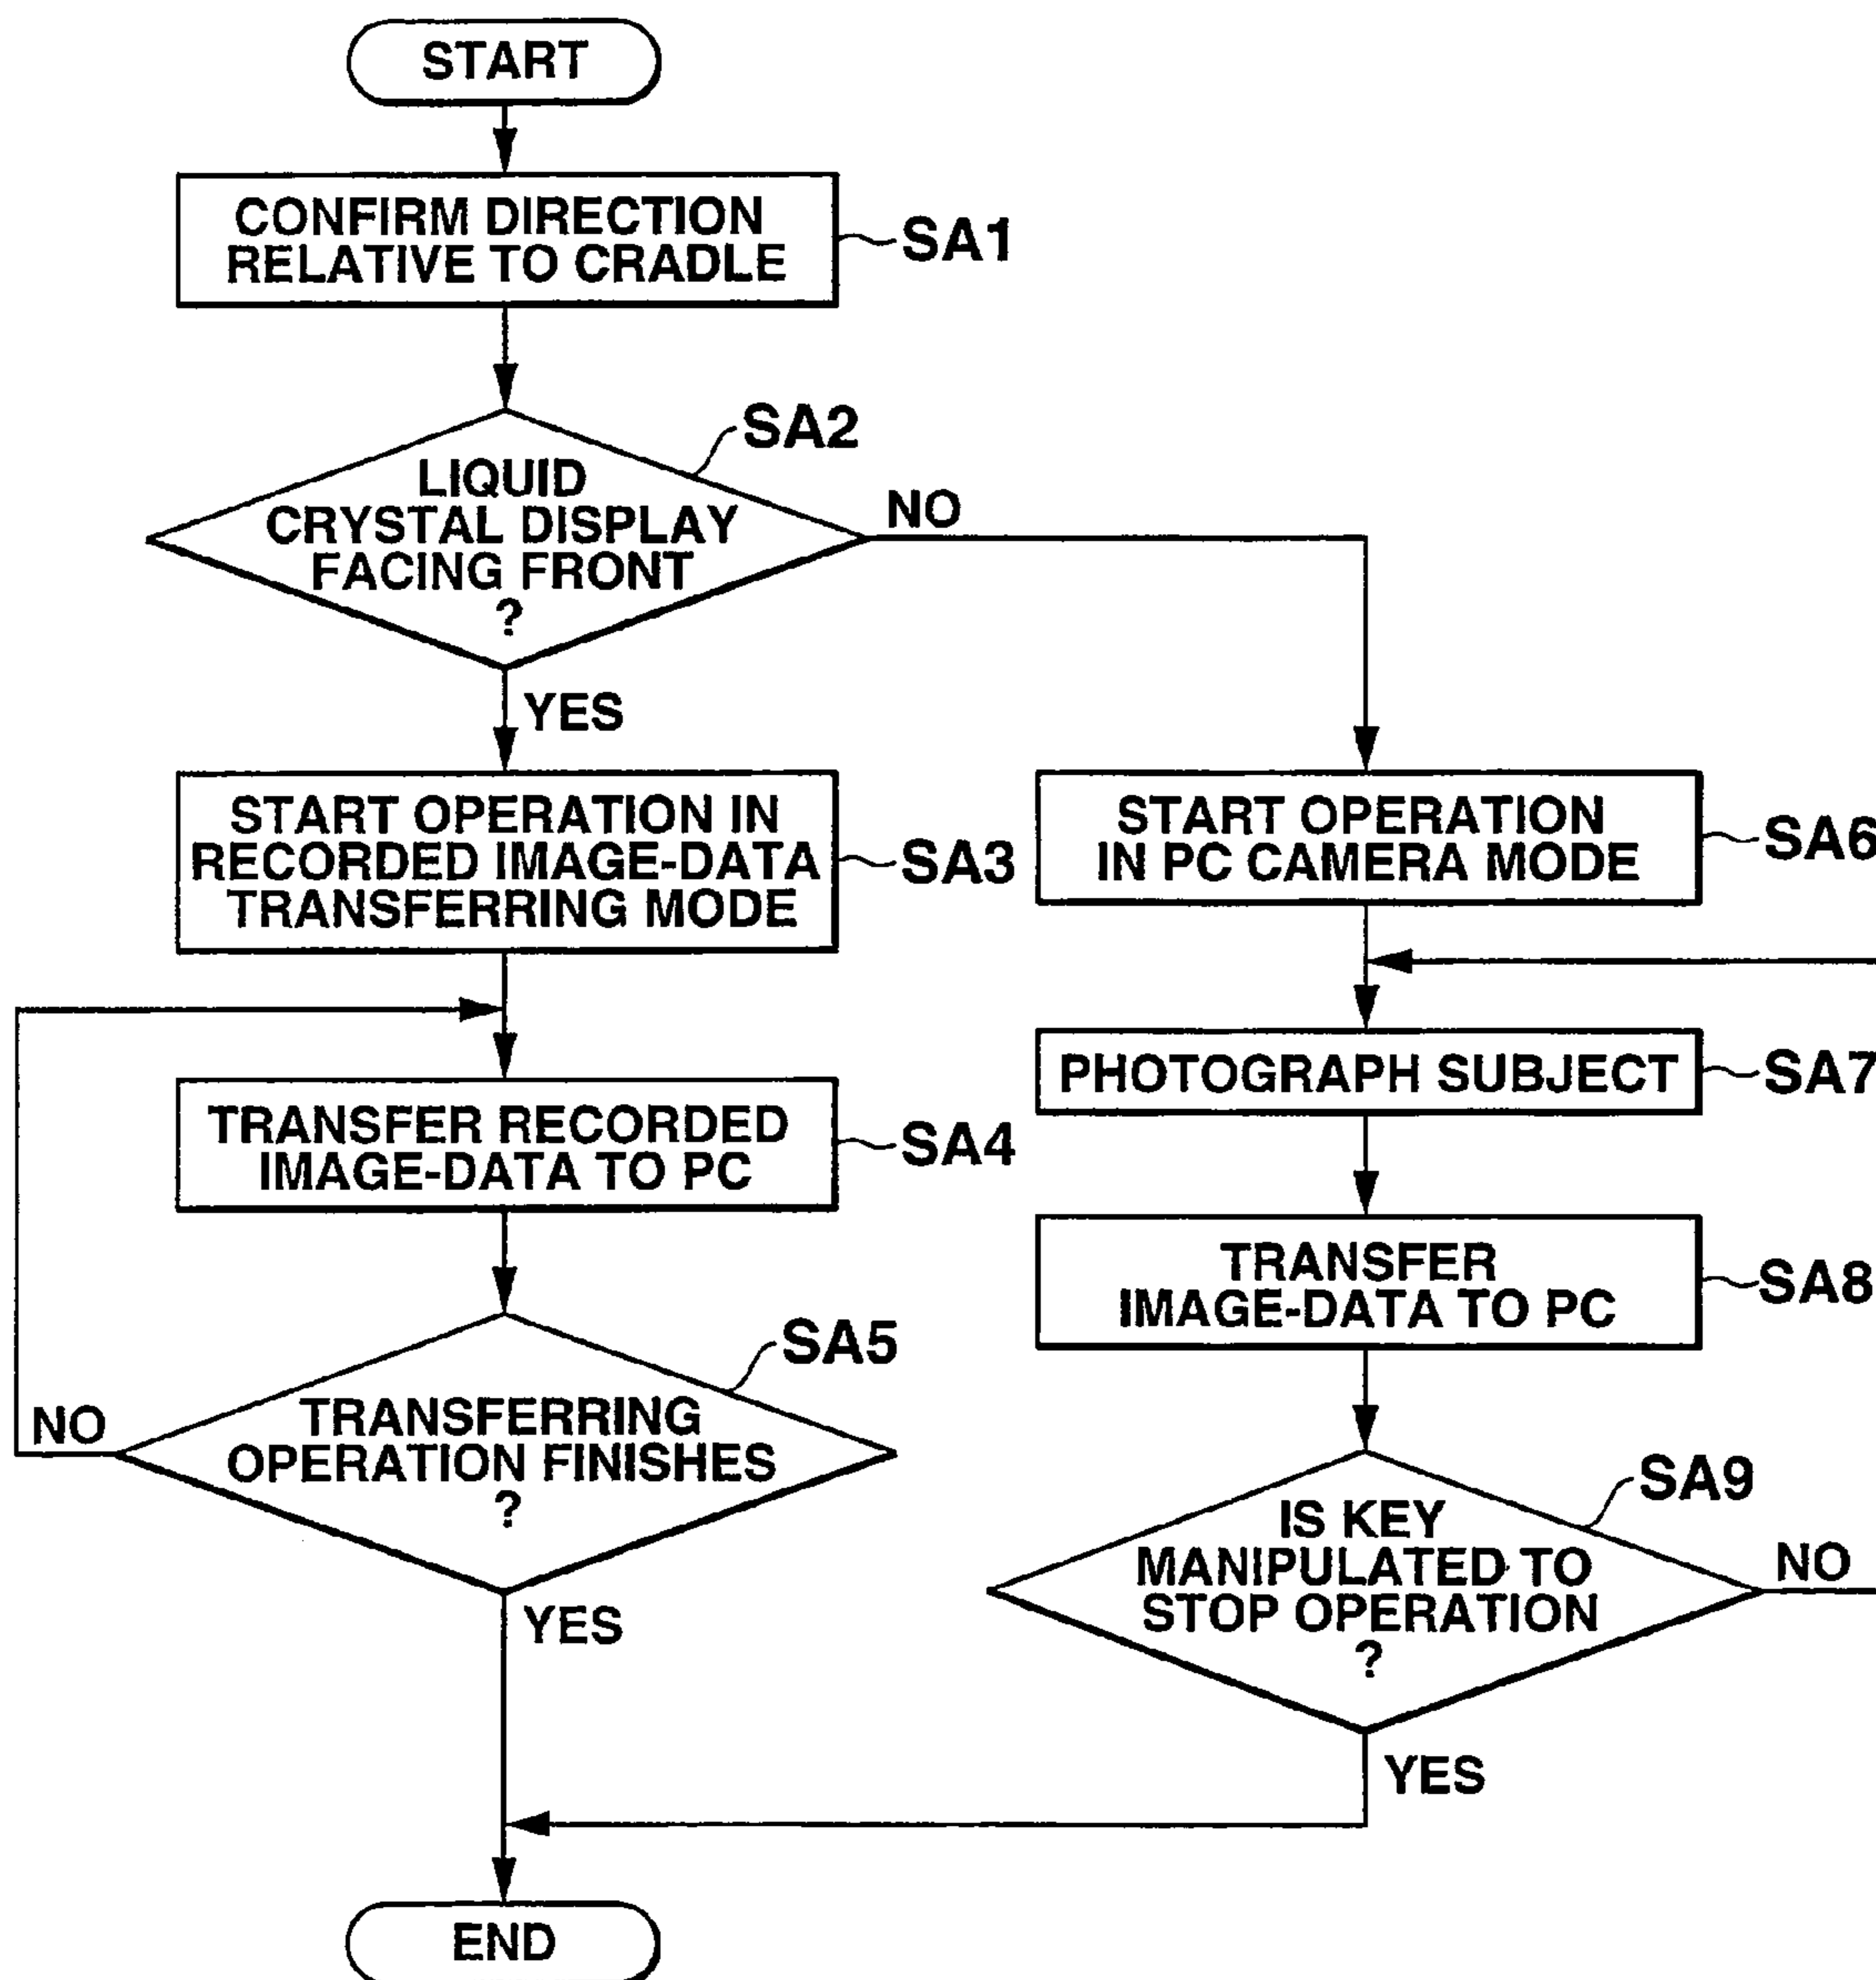 START
CONFIRM DIRECTION
RELATIVE TO CRADLE
SA1
SA2
LIQUID
CRYSTAL DISPLAY
FACING FRONT
?
NO
YES
START OPERATION IN
RECORDED IMAGE-DATA
TRANSFERRING MODE
SA3
TRANSFER RECORDED
IMAGE-DATA TO PC
SA4
SA5
TRANSFERRING
OPERATION FINISHES
?
NO
YES
START OPERATION
IN PC CAMERA MODE
SA6
PHOTOGRAPH SUBJECT
SA7
TRANSFER
IMAGE-DATA TO PC
SA8
SA9
IS KEY
MANIPULATED TO
STOP OPERATION
?
NO
YES
END